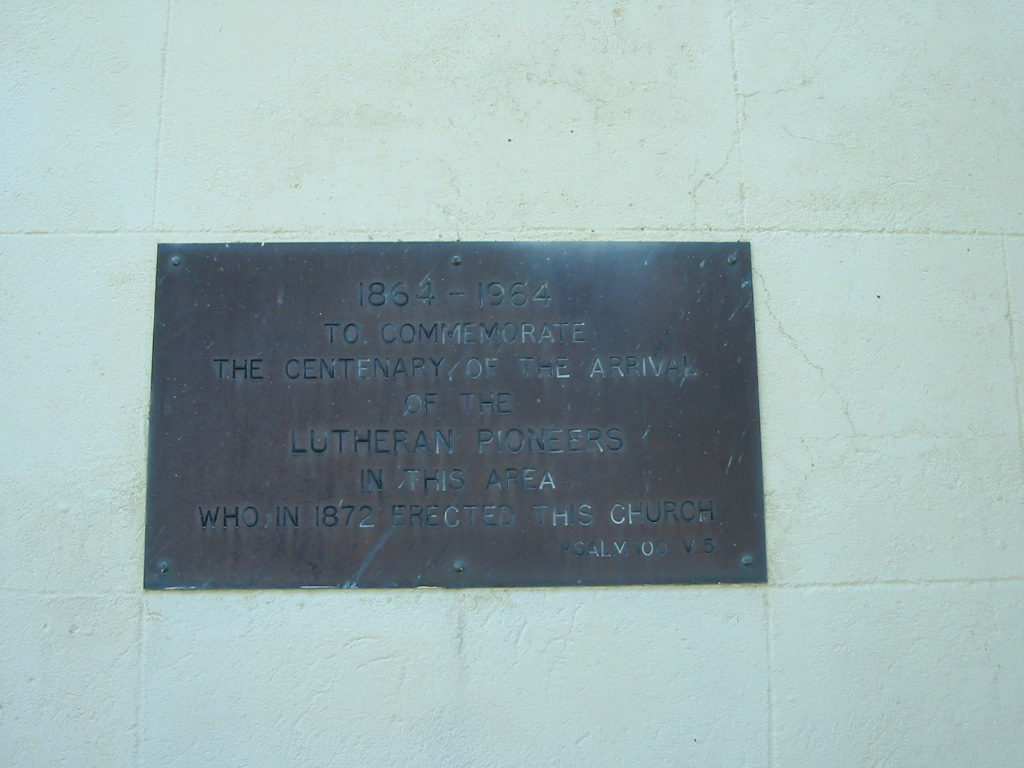 1864 - 1964
TO COMMEMORATE
THE CENTENARY OF THE ARRIVAL
OF THE
LUTHERAN PIONEERS
IN THIS AREA
WHO IN 1872 ERECTED THIS CHURCH
PSALM 100 V. 5.